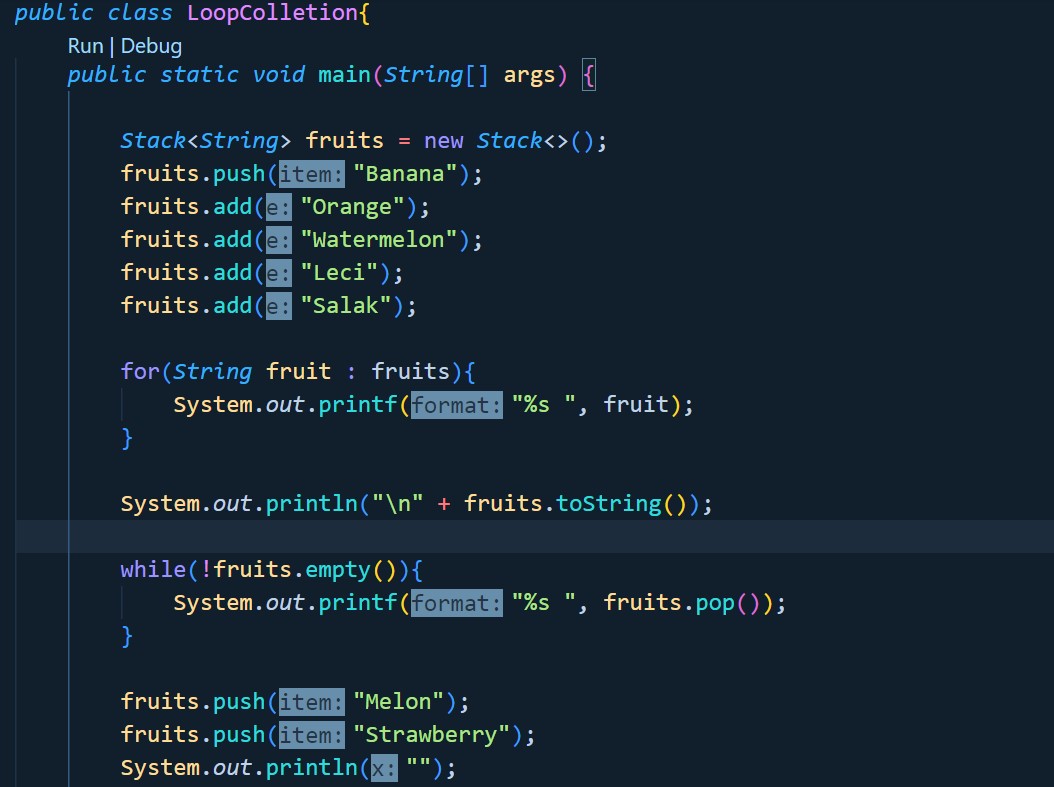 public class LoopColletion{
Run | Debug
public static void main(String[] args) {
Stack<String> fruits = new Stack<>();
fruits.push(item: "Banana");
fruits.add(e: "Orange");
fruits.add(e: "Watermelon");
fruits.add(e: "Leci");
fruits.add(e: "Salak");
for(String fruit : fruits){
System.out.printf(format: "%s ", fruit);
}
System.out.println("\n" + fruits.toString());
while(!fruits.empty()){
System.out.printf(format: "%s ", fruits.pop());
}
fruits.push(item: "Melon");
fruits.push(item: "Strawberry");
System.out.println(x: "");